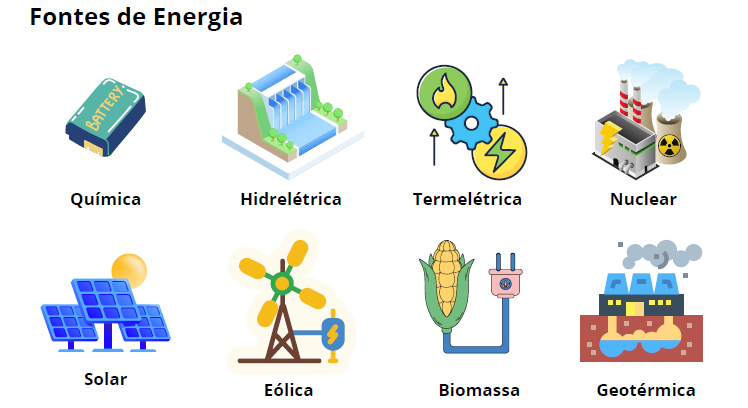 Fontes de Energia
BATTERY
Química
Hidrelétrica
Termelétrica
Nuclear
Solar
Eólica
Biomassa
Geotérmica